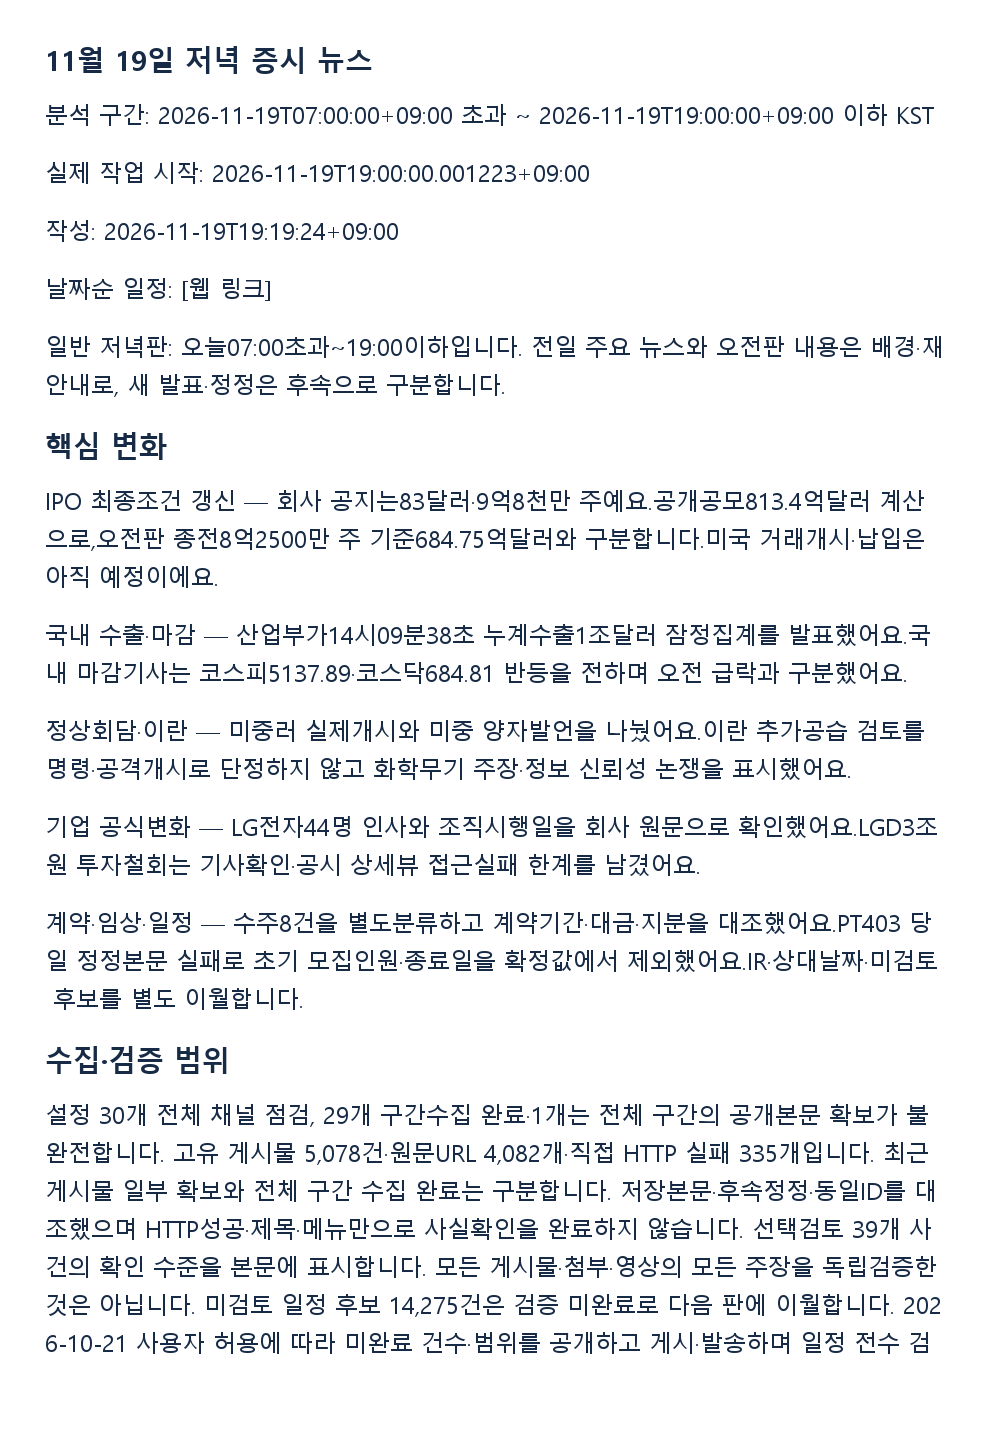 11월 19일 저녁 증시 뉴스
분석 구간: 2026-11-19T07:00:00+09:00 초과 ~ 2026-11-19T19:00:00+09:00 이하 KST
실제 작업 시작: 2026-11-19T19:00:00.001223+09:00
작성: 2026-11-19T19:19:24+09:00
날짜순 일정: [웹 링크]
일반 저녁판: 오늘07:00초과~19:00이하입니다. 전일 주요 뉴스와 오전판 내용은 배경·재
안내로, 새 발표·정정은 후속으로 구분합니다.
핵심 변화
IPO 최종조건 갱신 — 회사 공지는83달러·9억8천만 주예요.공개공모813.4억달러 계산
으로,오전판 종전8억2500만 주 기준684.75억달러와 구분합니다.미국 거래개시·납입은
아직 예정이에요.
국내 수출·마감 — 산업부가14시09분38초 누계수출1조달러 잠정집계를 발표했어요.국
내 마감기사는 코스피5137.89·코스닥684.81 반등을 전하며 오전 급락과 구분했어요.
정상회담·이란 — 미중러 실제개시와 미중 양자발언을 나눴어요.이란 추가공습 검토를
명령·공격개시로 단정하지 않고 화학무기 주장·정보 신뢰성 논쟁을 표시했어요.
기업 공식변화 — LG전자44명 인사와 조직시행일을 회사 원문으로 확인했어요.LGD3조
원 투자철회는 기사확인·공시 상세뷰 접근실패 한계를 남겼어요.
계약·임상·일정 — 수주8건을 별도분류하고 계약기간·대금·지분을 대조했어요.PT403 당
일 정정본문 실패로 초기 모집인원·종료일을 확정값에서 제외했어요.IR·상대날짜·미검토
후보를 별도 이월합니다.
수집·검증 범위
설정 30개 전체 채널 점검, 29개 구간수집 완료·1개는 전체 구간의 공개본문 확보가 불
완전합니다. 고유 게시물 5,078건·원문URL 4,082개·직접 HTTP 실패 335개입니다. 최근
게시물 일부 확보와 전체 구간 수집 완료는 구분합니다. 저장본문·후속정정·동일ID를 대
조했으며 HTTP성공·제목·메뉴만으로 사실확인을 완료하지 않습니다. 선택검토 39개 사
건의 확인 수준을 본문에 표시합니다. 모든 게시물·첨부·영상의 모든 주장을 독립검증한
것은 아닙니다. 미검토 일정 후보 14,275건은 검증 미완료로 다음 판에 이월합니다. 202
6-10-21 사용자 허용에 따라 미완료 건수·범위를 공개하고 게시·발송하며 일정 전수 검